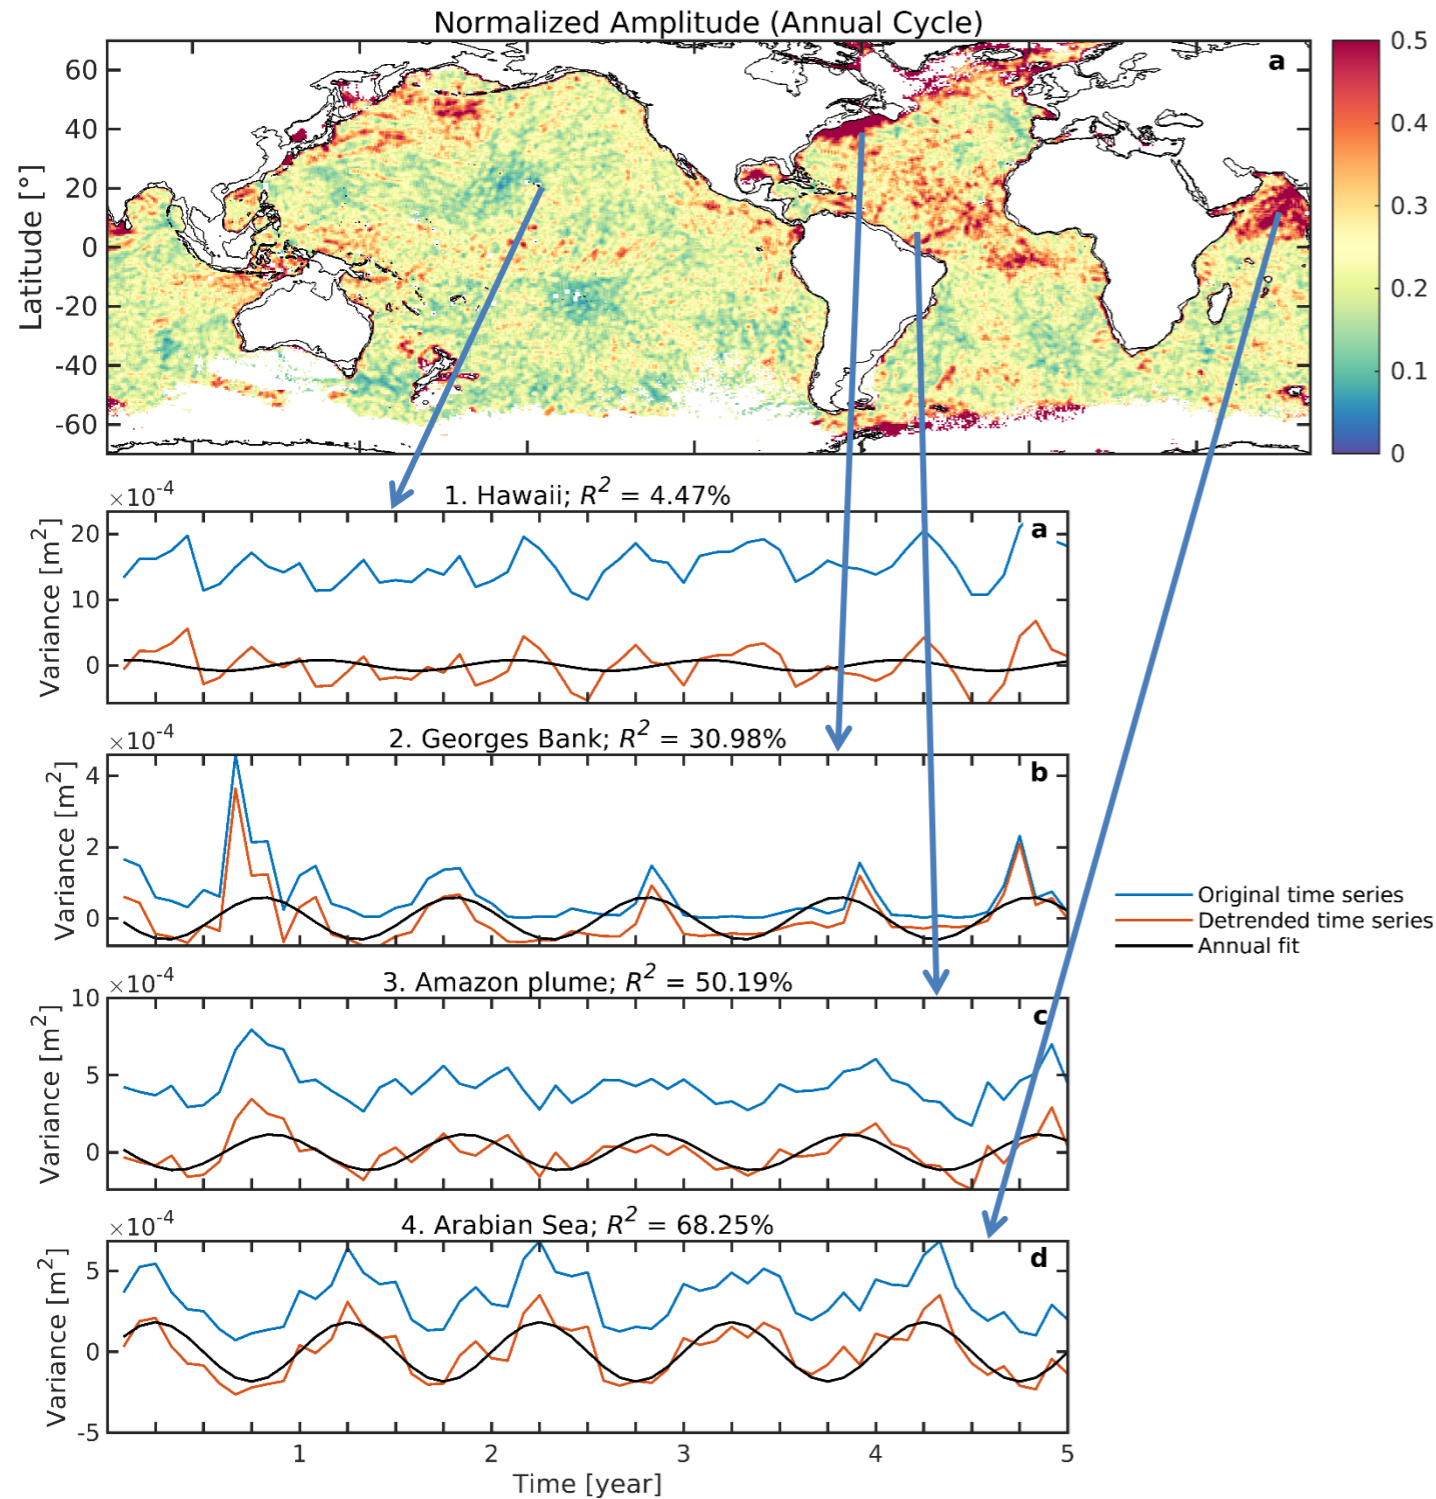 Normalized Amplitude (Annual Cycle)
a
Latitude [°]
60
40
20
0
-20
-40
-60
0.5
0.4
0.3
0.2
0.1
0
×10-4
1. Hawaii; R2 = 4.47%
a
Variance [m2]
20
10
0
×10-4
2. Georges Bank; R2 = 30.98%
b
Variance [m2]
4
2
0
Original time series
Detrended time series
Annual fit
×10-4
3. Amazon plume; R2 = 50.19%
c
Variance [m2]
10
5
0
×10-4
4. Arabian Sea; R2 = 68.25%
d
Variance [m2]
5
0
-5
1 2 3 4 5
Time [year]